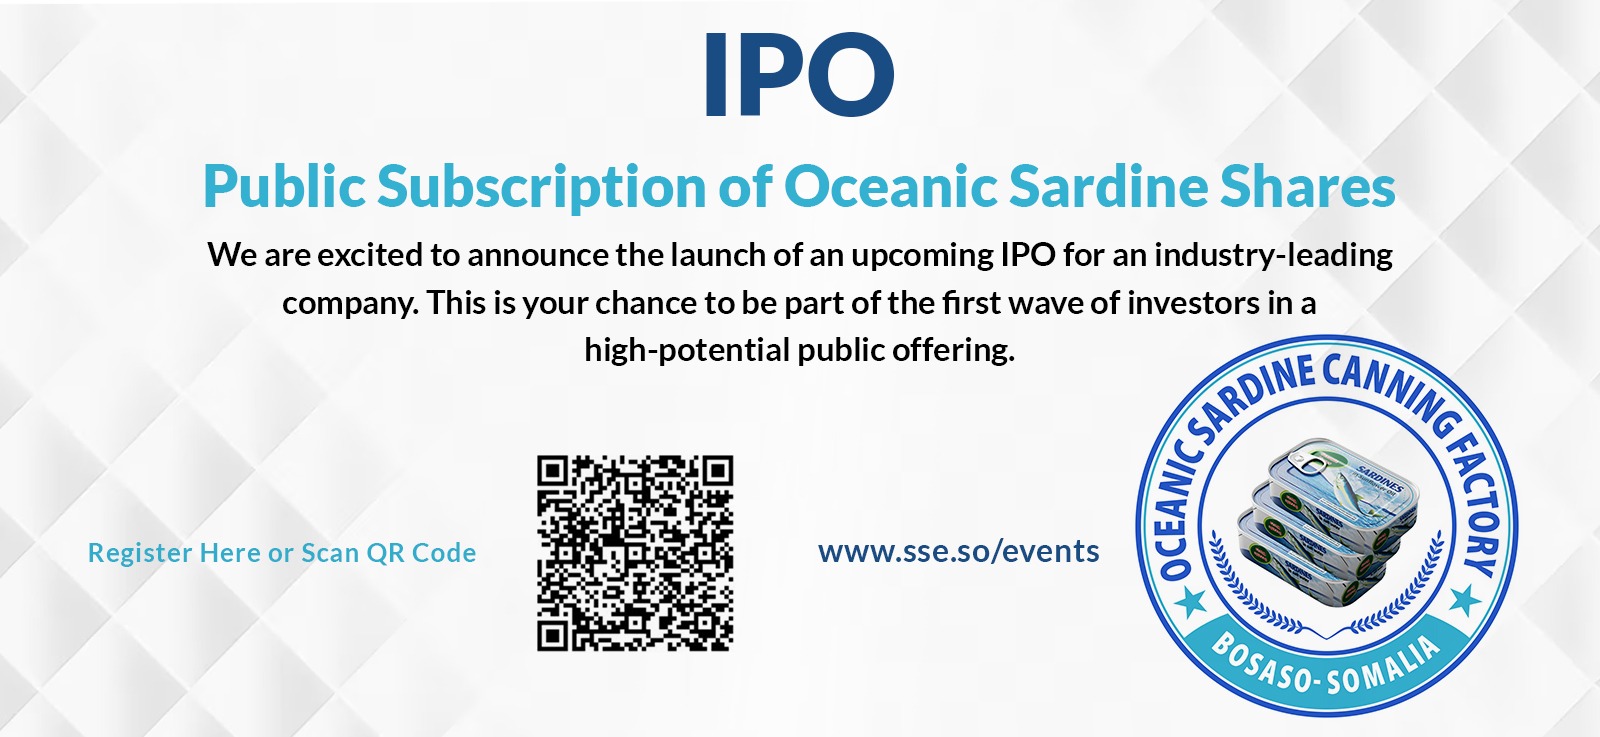 IPO
Public Subscription of Oceanic Sardine Shares
We are excited to announce the launch of an upcoming IPO for an industry-leading
company. This is your chance to be part of the first wave of investors in a
high-potential public offering.
Register Here or Scan QR Code
www.sse.so/events
OCEANIC SARDINE CANNING FACTORY
SARDINES
SARDINES
SARDINES
BOSASO-SOMALIA